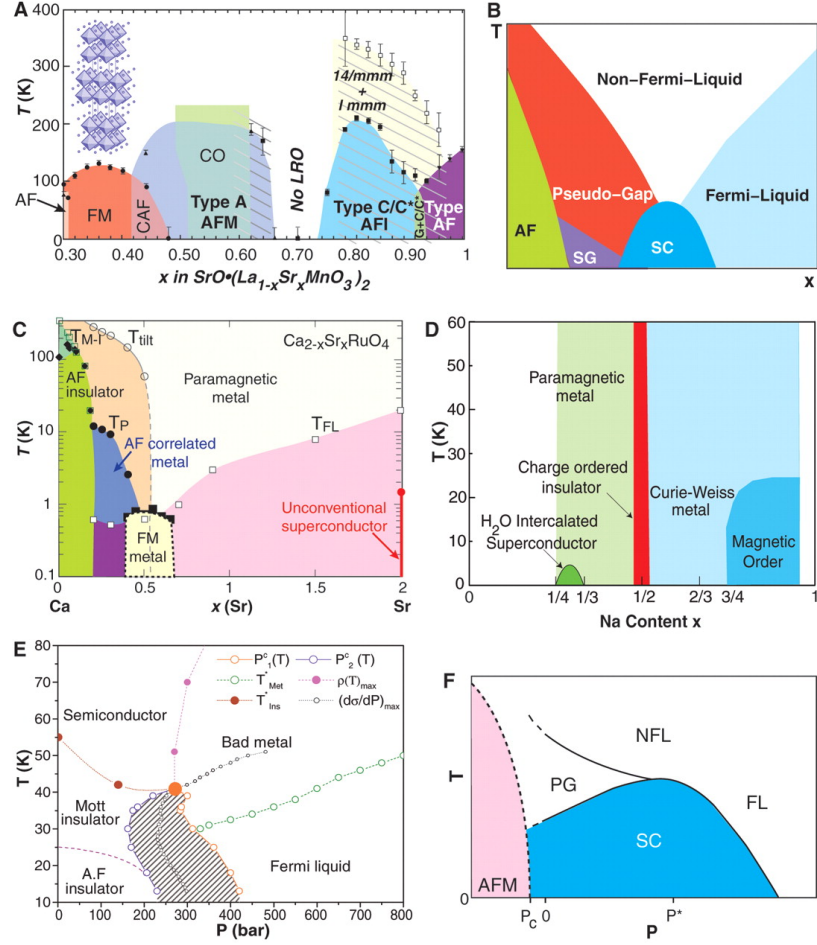 A
T (K)
400
300
200
100
0
14/mmm
+
I mmm
CO
No LRO
AF
FM
CAF
Type A
AFM
Type C/C*
AFI
G+C/C*
Type
AF
0.30
0.40
0.50
0.60
0.70
0.80
0.90
1
x in SrO•(La1-xSrxMnO3)2
B
T
Non–Fermi–Liquid
Pseudo–Gap
Fermi–Liquid
AF
SG
SC
x
C
T (K)
100
10
1
0.1
TM-I
Ttilt
Ca2-xSrxRuO4
AF
insulator
Paramagnetic
metal
TP
TFL
AF correlated
metal
Unconventional
superconductor
FM
metal
0
0.5
1
1.5
2
Ca
x (Sr)
Sr
D
T (K)
60
50
40
30
20
10
0
Paramagnetic
metal
Charge ordered
insulator
Curie-Weiss
metal
H2O Intercalated
Superconductor
Magnetic
Order
0
1/4
1/3
1/2
2/3
3/4
1
Na Content x
E
T (K)
80
70
60
50
40
30
20
10
Pc1(T)
Pc2 (T)
T*Met
ρ(T)max
T*Ins
(dσ/dP)max
Semiconductor
Bad metal
Mott
insulator
A.F
insulator
Fermi liquid
0
100
200
300
400
500
600
700
800
P (bar)
F
T
NFL
PG
FL
SC
AFM
0
Pc
0
P*
P